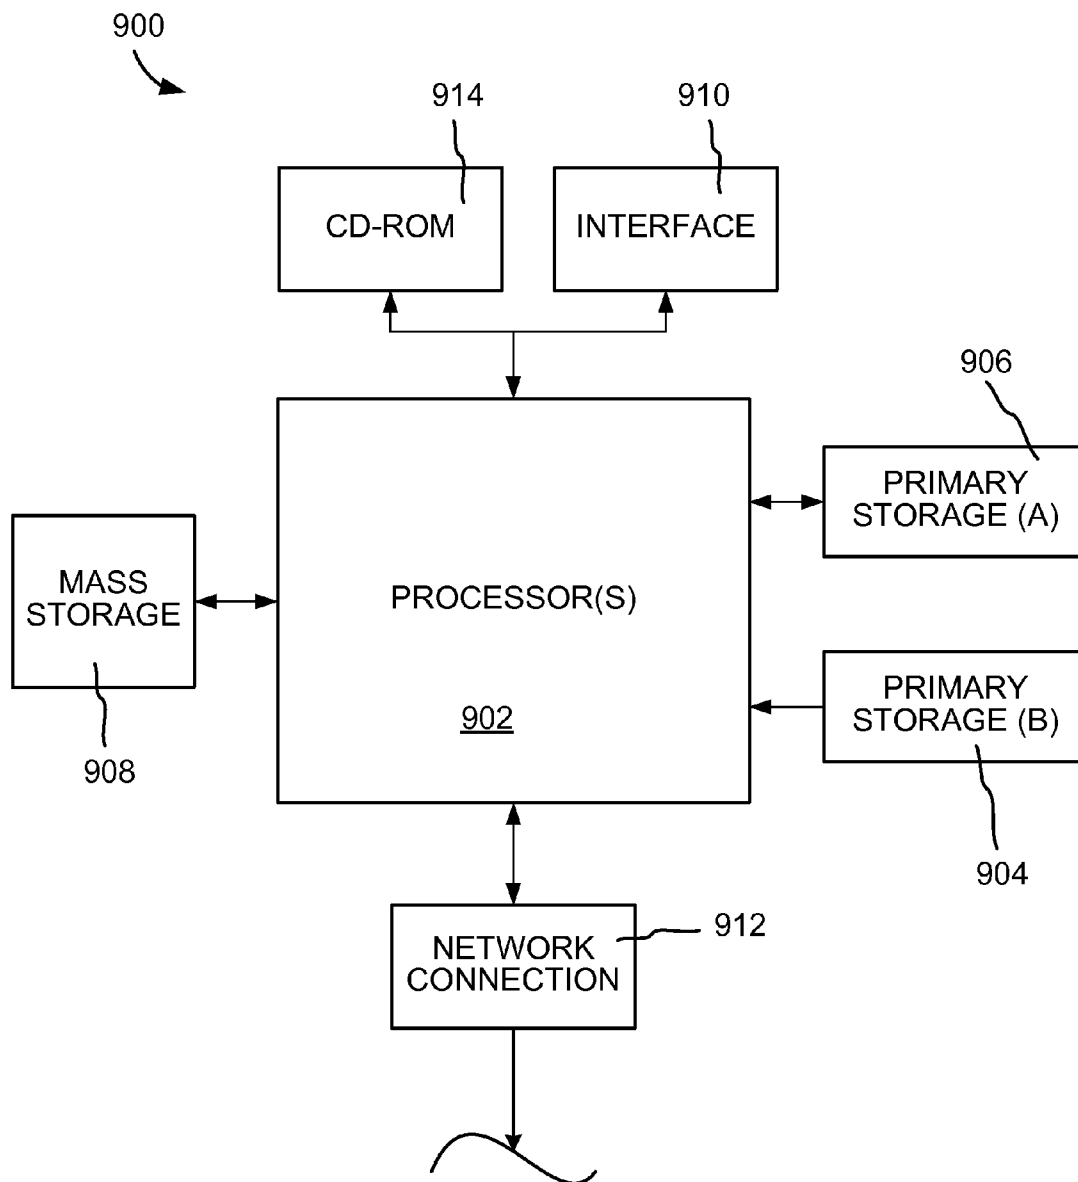 900
914
910
CD-ROM
INTERFACE
906
PRIMARY
STORAGE (A)
MASS
STORAGE
PROCESSOR(S)
PRIMARY
STORAGE (B)
902
908
904
912
NETWORK
CONNECTION